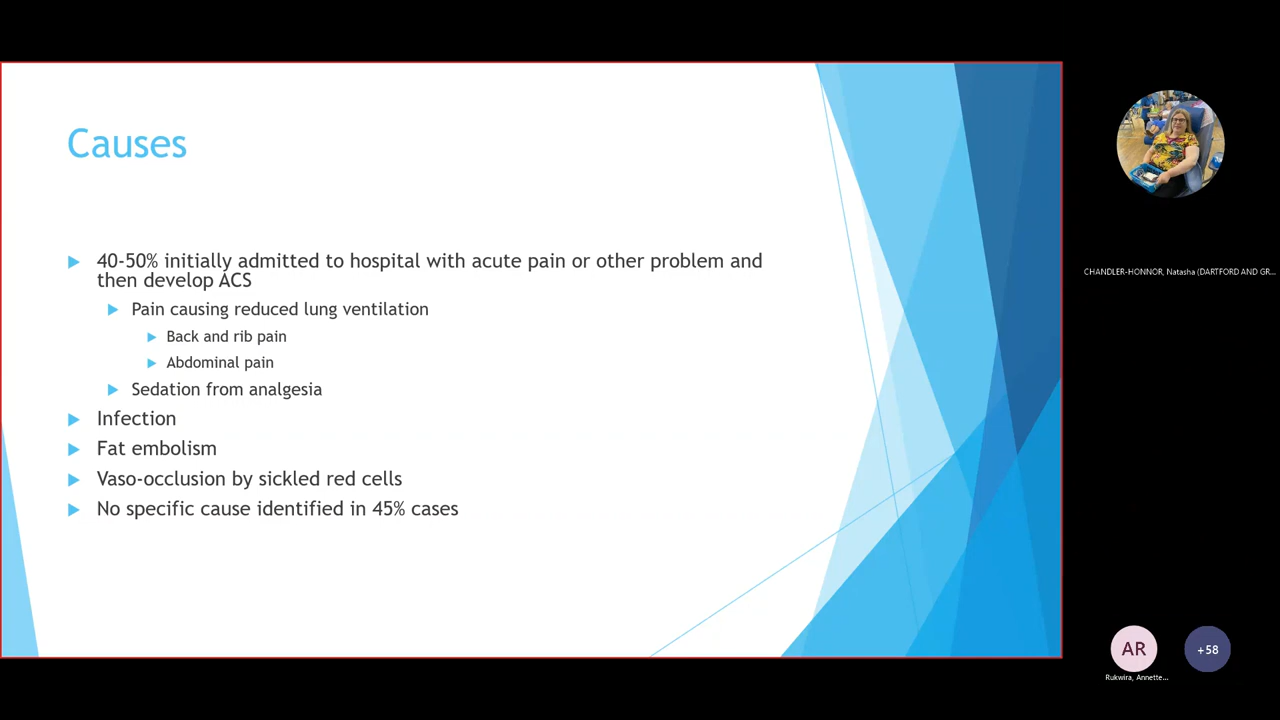 Causes
40-50% initially admitted to hospital with acute pain or other problem and
then develop ACS
Pain causing reduced lung ventilation
Back and rib pain
Abdominal pain
Sedation from analgesia
Infection
Fat embolism
Vaso-occlusion by sickled red cells
No specific cause identified in 45% cases
CHANDLER-HONNOR, Natasha (DARTFORD AND GR...
AR
+58
Rukwira, Annette...